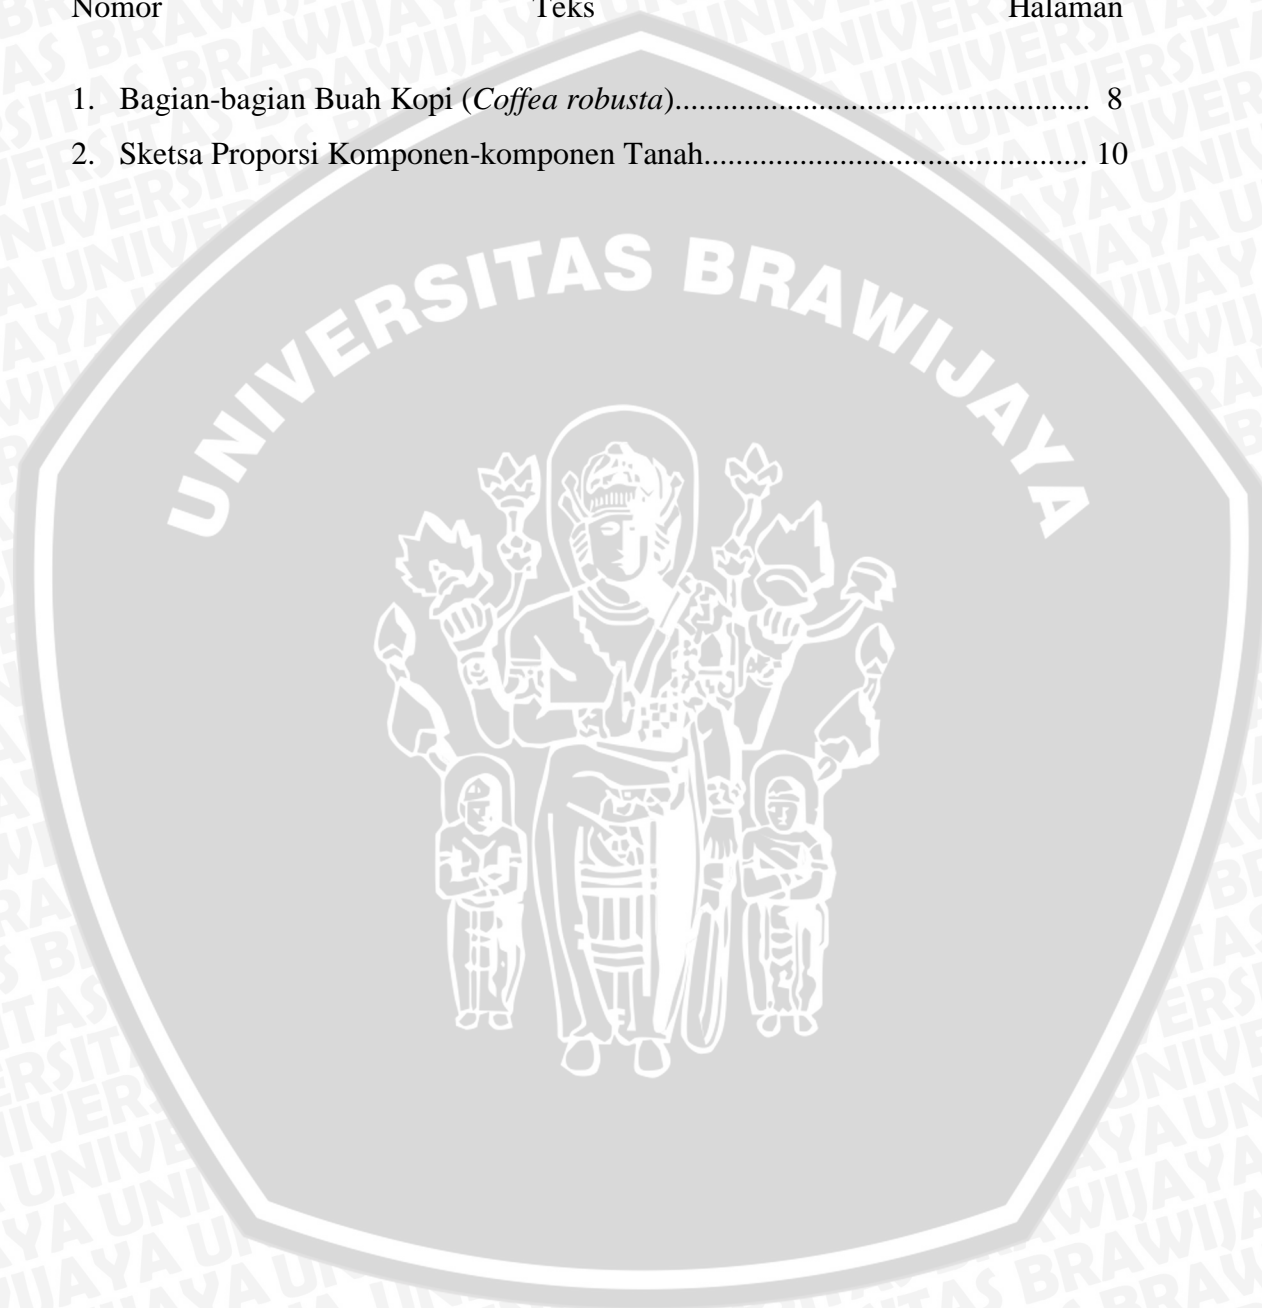 Nomor Teks Halaman
1. Bagian-bagian Buah Kopi (Coffea robusta).................................................... 8
2. Sketsa Proporsi Komponen-komponen Tanah................................................ 10
UNIVERSITAS BRAWIJAYA